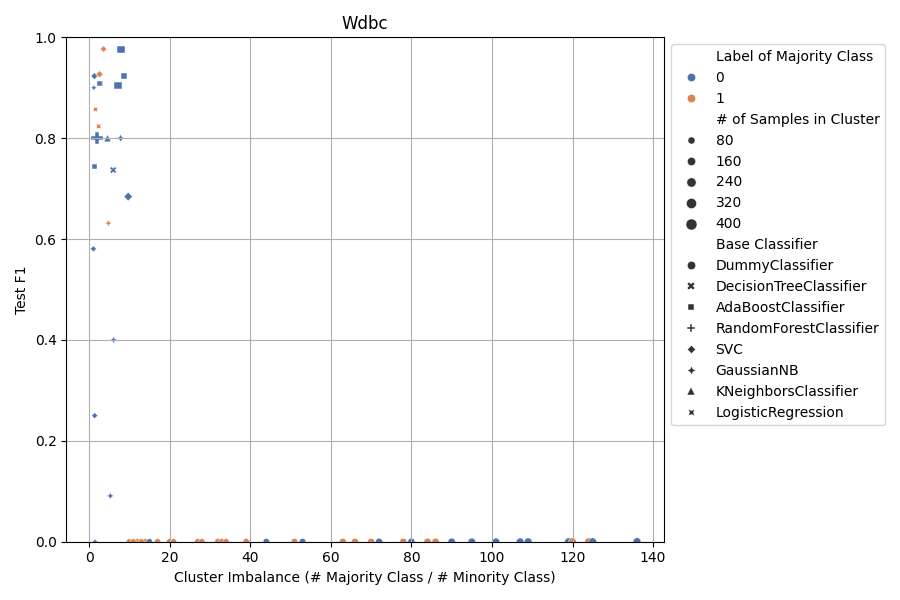 Wdbc
1.0
0.8
0.6
0.4
0.2
0.0
Test F1
0
20
40
60
80
100
120
140
Cluster Imbalance (# Majority Class / # Minority Class)
Label of Majority Class
0
1
# of Samples in Cluster
80
160
240
320
400
Base Classifier
DummyClassifier
DecisionTreeClassifier
AdaBoostClassifier
RandomForestClassifier
SVC
GaussianNB
KNeighborsClassifier
LogisticRegression